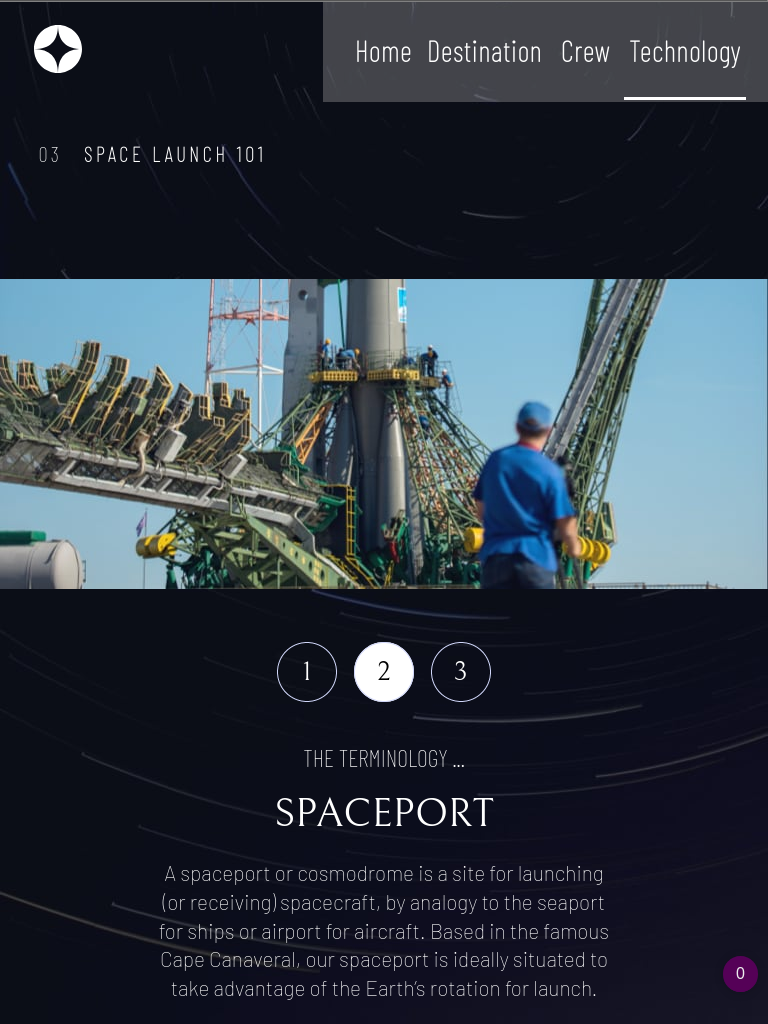 Home Destination Crew Technology
03 SPACE LAUNCH 101
1 2 3
THE TERMINOLOGY ...
SPACEPORT
A spaceport or cosmodrome is a site for launching
(or receiving) spacecraft, by analogy to the seaport
for ships or airport for aircraft. Based in the famous
Cape Canaveral, our spaceport is ideally situated to
take advantage of the Earth’s rotation for launch.
0